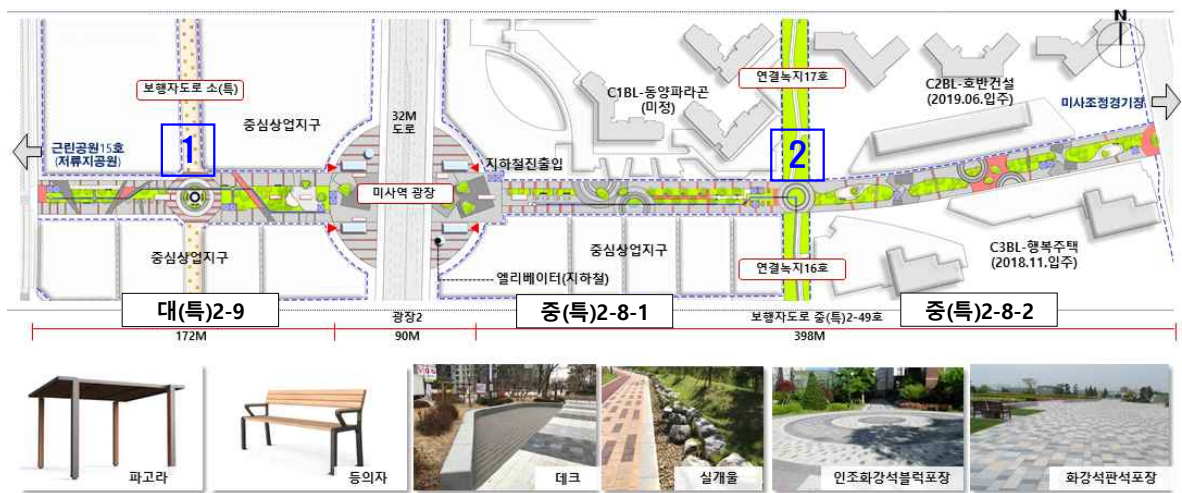 N
보행자도로 소(특)
연결녹지17호
C2BL-호반건설
(2019.06.입주)
C1BL-동양파라곤
(미정)
미사조정경기장
32M
도로
중심상업지구
근린공원15호
(저류지공원)
1
2
지하철진출입
미사역 광장
중심상업지구
중심상업지구
C3BL-행복주택
(2018.11.입주)
연결녹지16호
엘리베이터(지하철)
대(특)2-9
중(특)2-8-1
중(특)2-8-2
광장2
보행자도로 중(특)2-49호
172M
90M
398M
파고라
등의자
데크
실개울
인조화강석블럭포장
화강석판석포장